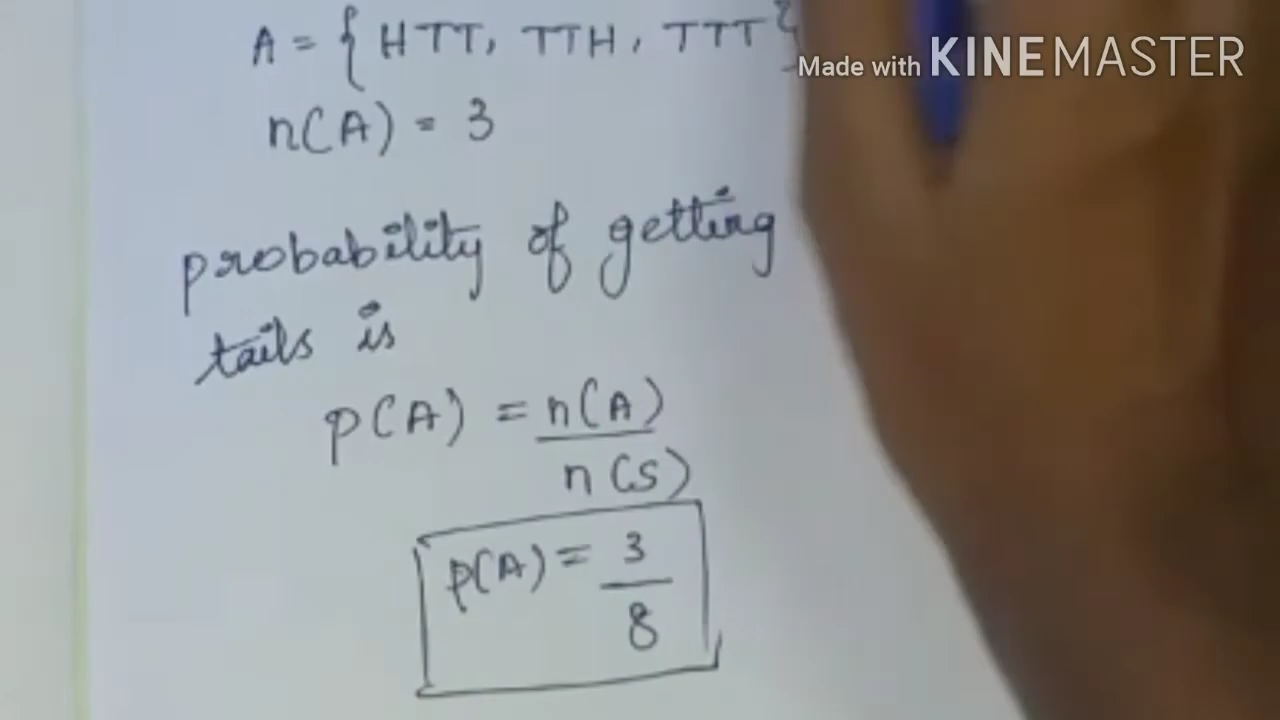 A = { HTT, TTH, TTT }
Made with KINEMASTER
n(A) = 3
probability of getting
tails is
p(A) = n(A)
n(s)
p(A) = 3
8